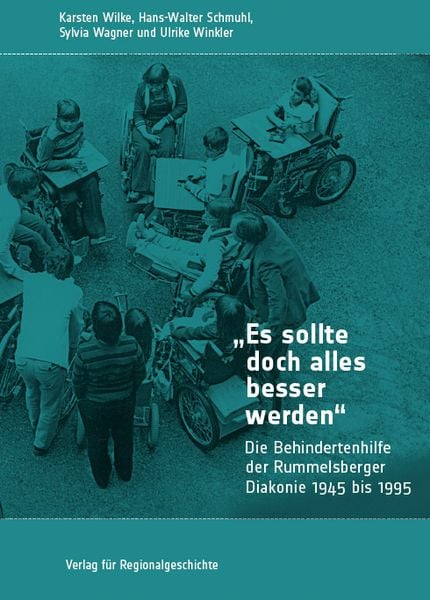 Karsten Wilke, Hans-Walter Schmuhl,
Sylvia Wagner und Ulrike Winkler
„Es sollte
doch alles
besser
werden“
Die Behindertenhilfe
der Rummelsberger
Diakonie 1945 bis 1995
Verlag für Regionalgeschichte